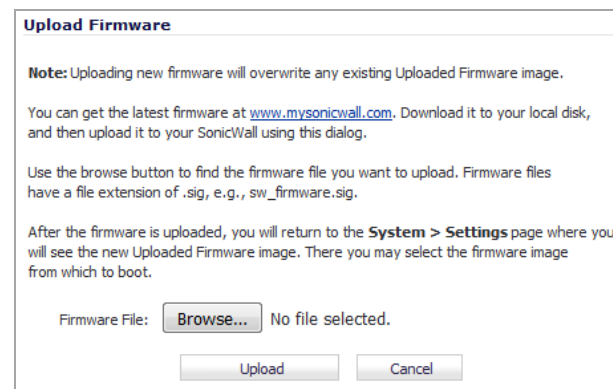 Upload Firmware
Note: Uploading new firmware will overwrite any existing Uploaded Firmware image.
You can get the latest firmware at www.mysonicwall.com. Download it to your local disk,
and then upload it to your SonicWall using this dialog.
Use the browse button to find the firmware file you want to upload. Firmware files
have a file extension of .sig, e.g., sw_firmware.sig.
After the firmware is uploaded, you will return to the System > Settings page where you
will see the new Uploaded Firmware image. There you may select the firmware image
from which to boot.
Firmware File: Browse... No file selected.
Upload Cancel